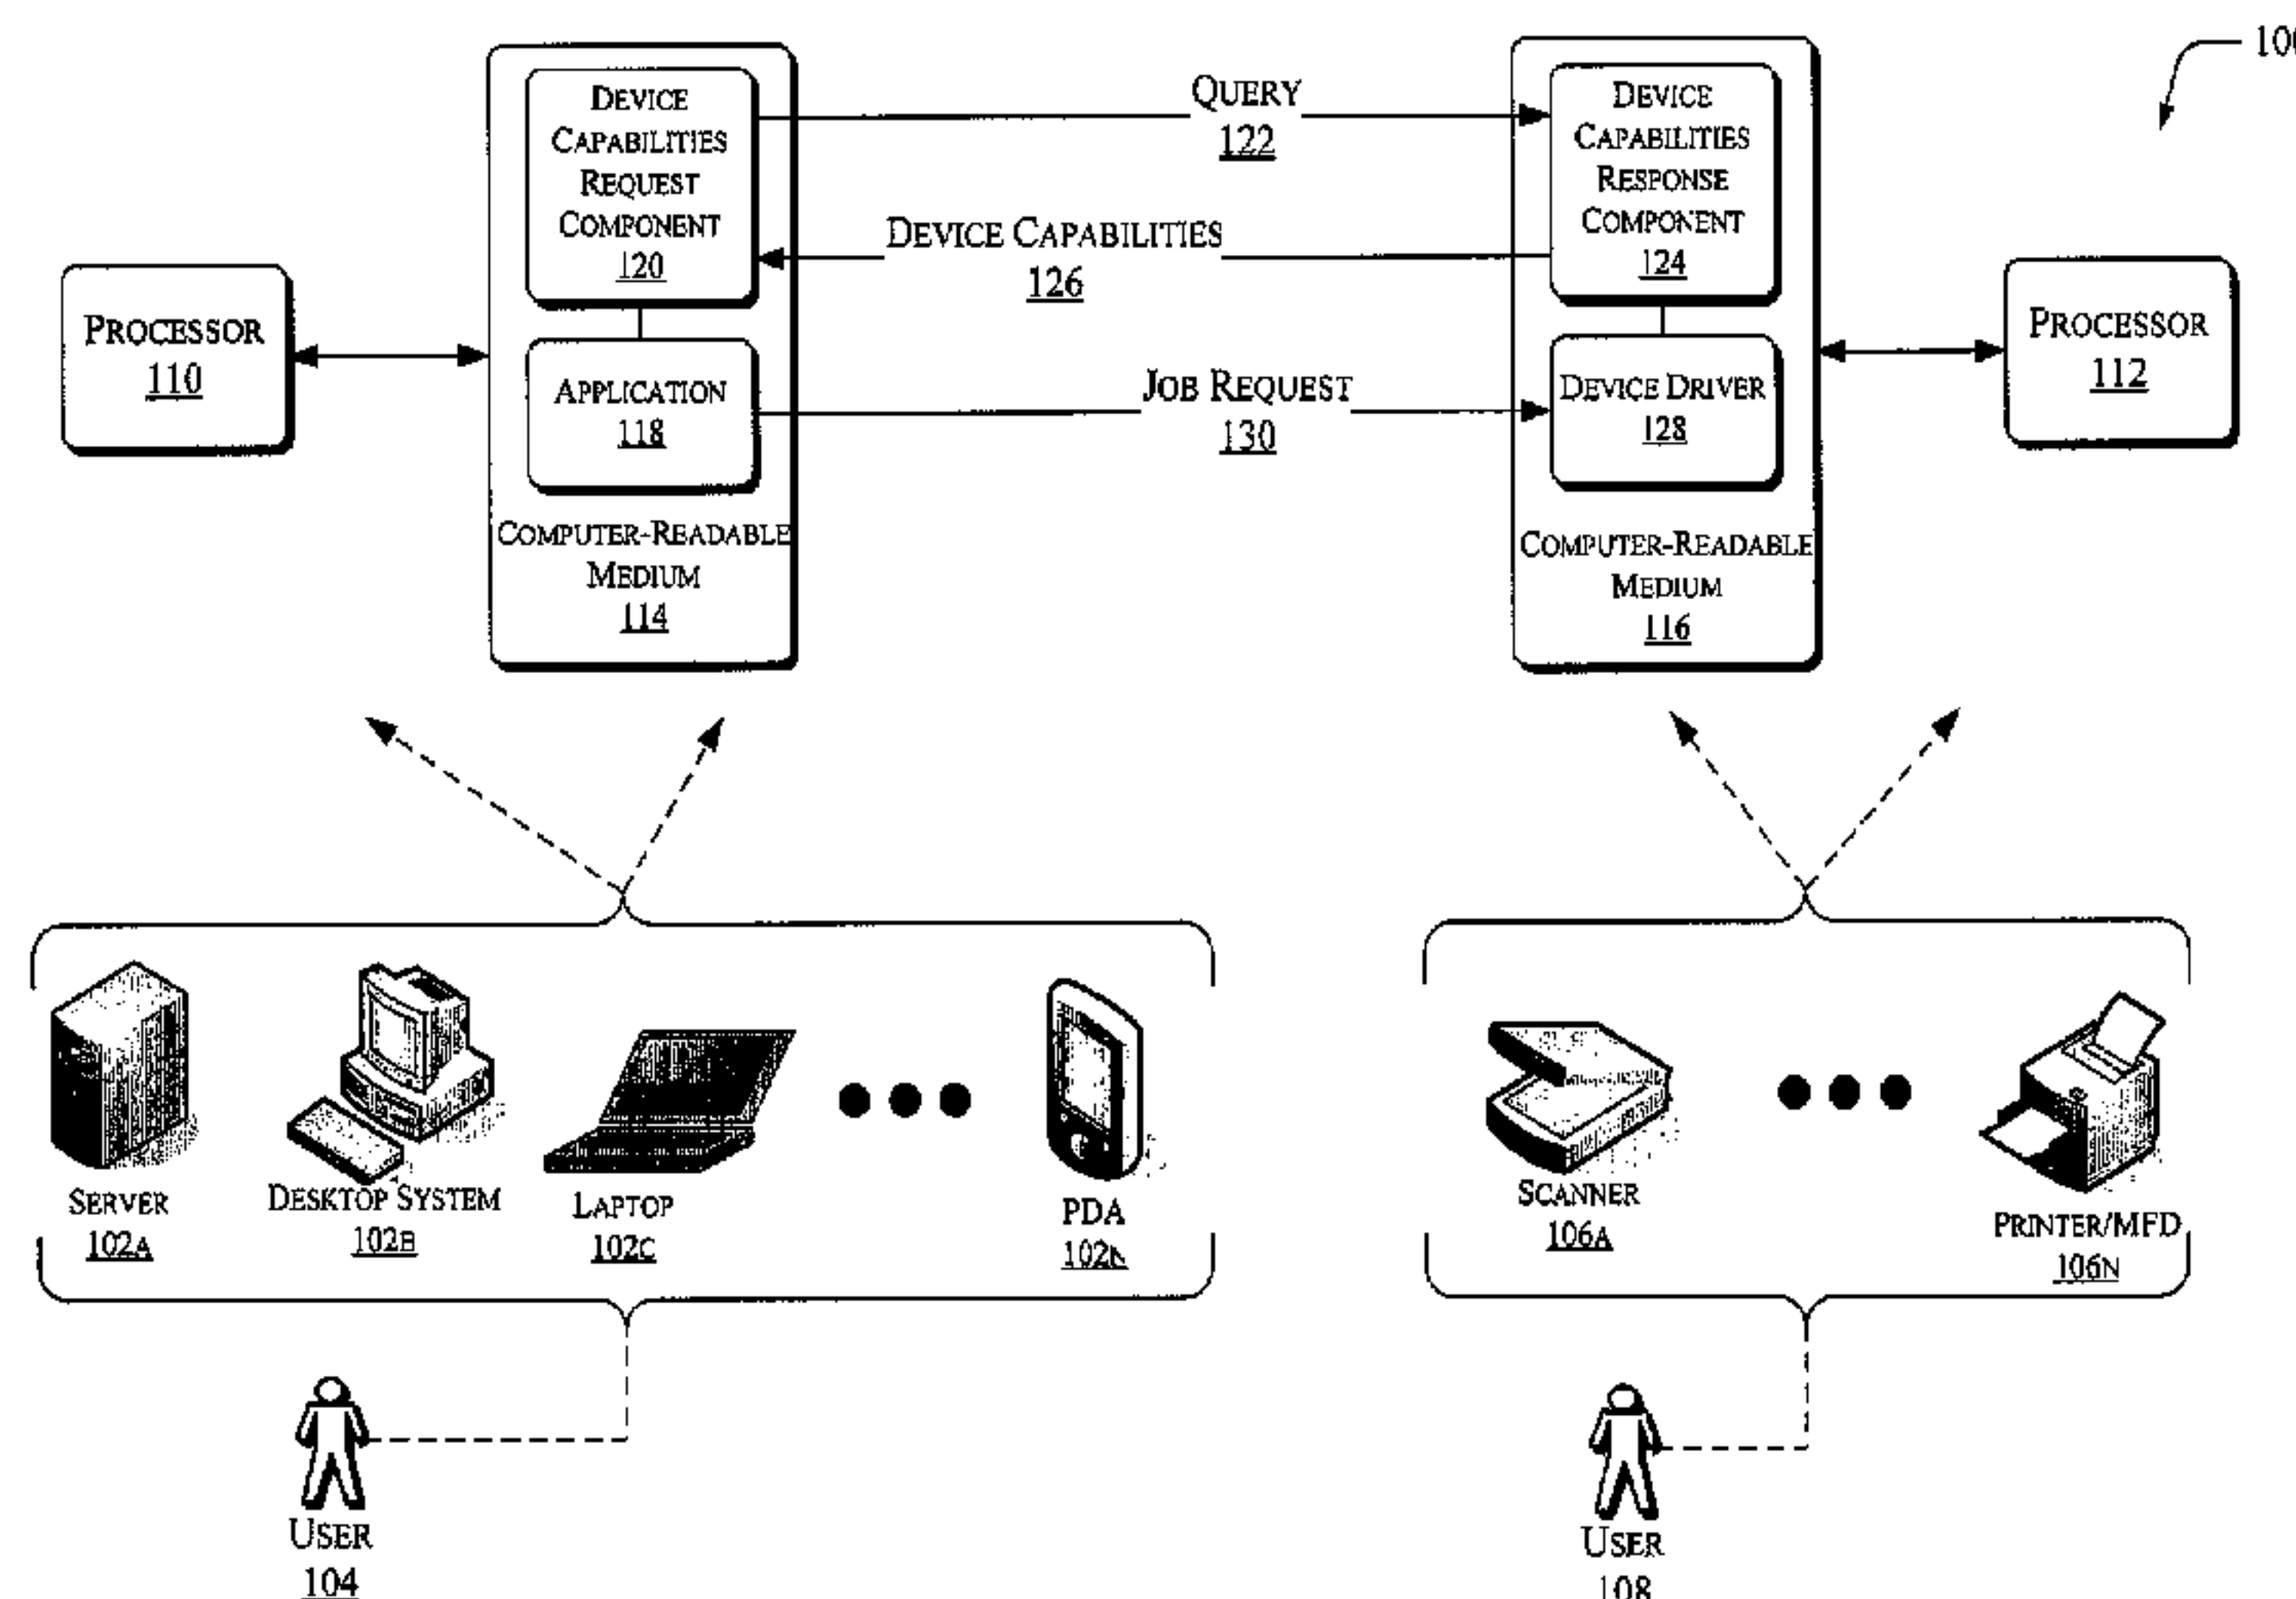 100
QUERY
122
DEVICE
CAPABILITIES
REQUEST
COMPONENT
120
DEVICE
CAPABILITIES
RESPONSE
COMPONENT
124
DEVICE CAPABILITIES
126
PROCESSOR
110
PROCESSOR
112
APPLICATION
118
JOB REQUEST
130
DEVICE DRIVER
128
COMPUTER-READABLE
MEDIUM
114
COMPUTER-READABLE
MEDIUM
116
SERVER
102A
DESKTOP SYSTEM
102B
LAPTOP
102C
PDA
102N
SCANNER
106A
PRINTER/MFD
106N
USER
104
USER
108